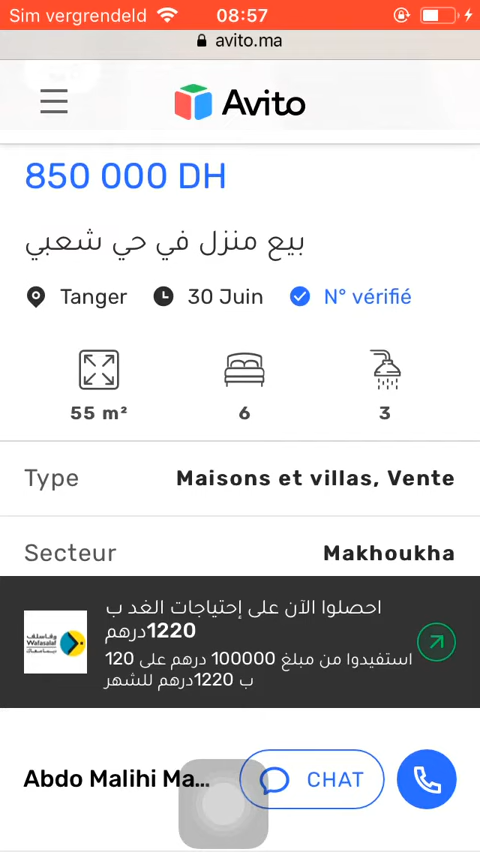 Sim vergrendeld
08:57
avito.ma
Avito
850 000 DH
بيع منزل في حي شعبي
Tanger
30 Juin
N° vérifié
55 m²
6
3
Type
Maisons et villas, Vente
Secteur
Makhoukha
احصلوا الآن على إحتياجات الغد ب
1220درهم
استفيدوا من مبلغ 100000 درهم على 120
ب 1220درهم للشهر
وفاسلف
Wafasalaf
Abdo Malihi Ma...
CHAT